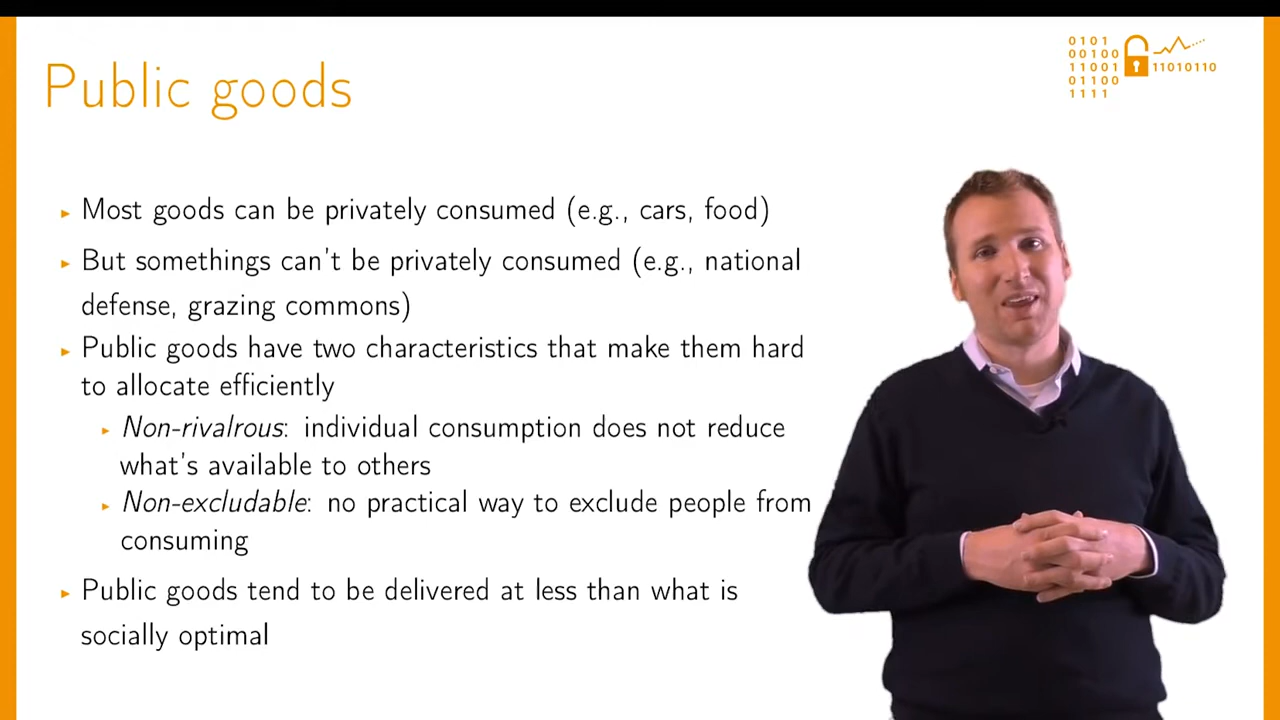 Public goods
0101
00100
11001
01100
1111
11010110
▸ Most goods can be privately consumed (e.g., cars, food)
▸ But somethings can't be privately consumed (e.g., national
defense, grazing commons)
▸ Public goods have two characteristics that make them hard
to allocate efficiently
▸ Non-rivalrous: individual consumption does not reduce
what's available to others
▸ Non-excludable: no practical way to exclude people from
consuming
▸ Public goods tend to be delivered at less than what is
socially optimal